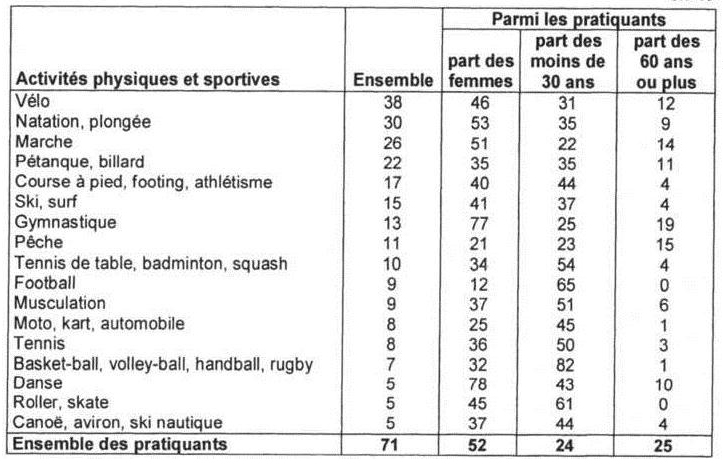 Parmi les pratiquants
Activités physiques et sportives Ensemble part des femmes part des moins de 30 ans part des 60 ans ou plus
Vélo 38 46 31 12
Natation, plongée 30 53 35 9
Marche 26 51 22 14
Pétanque, billard 22 35 35 11
Course à pied, footing, athlétisme 17 40 44 4
Ski, surf 15 41 37 4
Gymnastique 13 77 25 19
Pêche 11 21 23 15
Tennis de table, badminton, squash 10 34 54 4
Football 9 12 65 0
Musculation 9 37 51 6
Moto, kart, automobile 8 25 45 1
Tennis 8 36 50 3
Basket-ball, volley-ball, handball, rugby 7 32 82 1
Danse 5 78 43 10
Roller, skate 5 45 61 0
Canoë, aviron, ski nautique 5 37 44 4
Ensemble des pratiquants 71 52 24 25